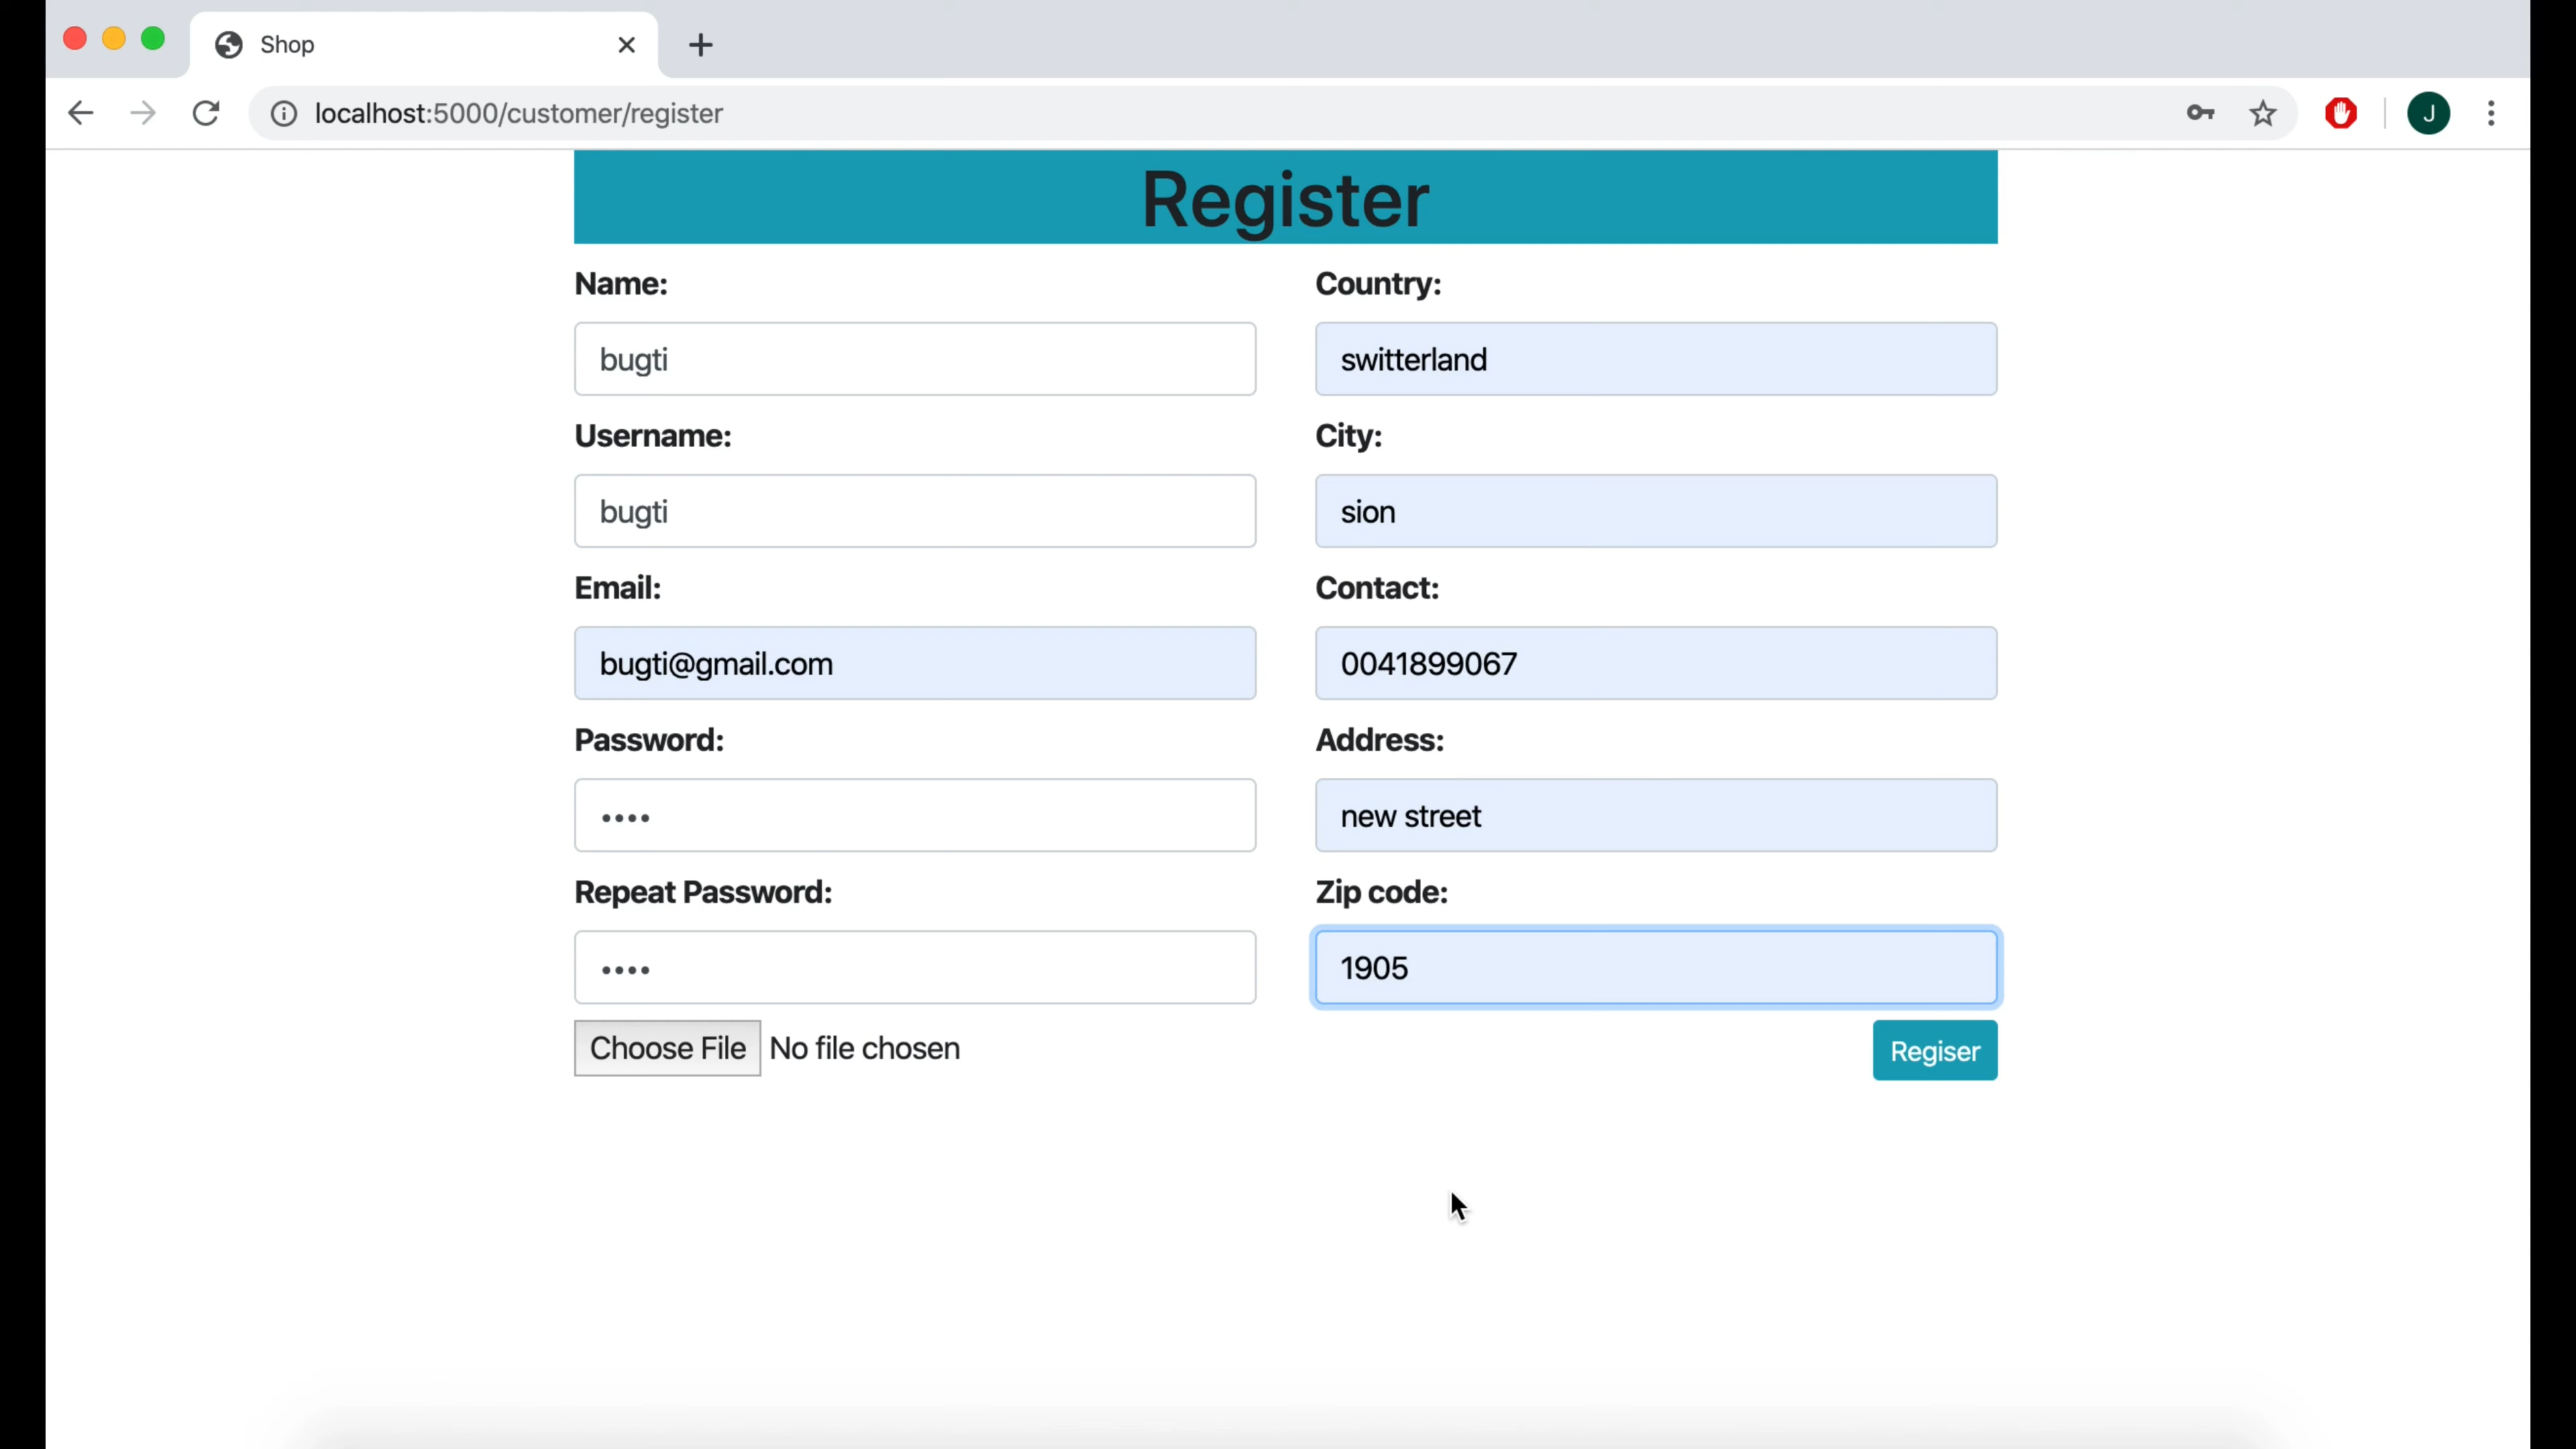 Shop
localhost:5000/customer/register
J
Register
Name:
bugti
Username:
bugti
Email:
bugti@gmail.com
Password:
••••
Repeat Password:
••••
Choose File No file chosen
Country:
switterland
City:
sion
Contact:
0041899067
Address:
new street
Zip code:
1905
Regiser